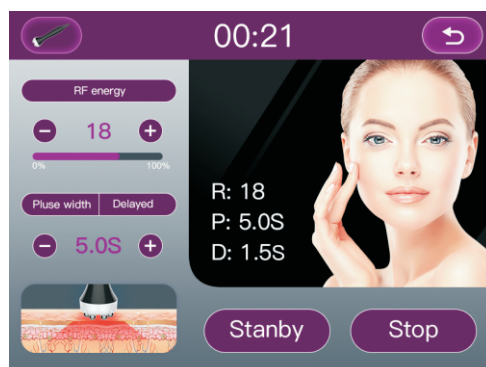 00:21
RF energy
18
0% 100%
Pluse width Delayed
5.0S
R: 18
P: 5.0S
D: 1.5S
Stanby Stop